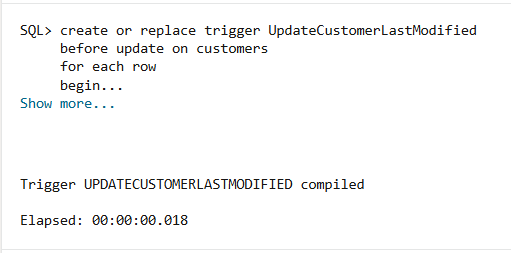 SQL> create or replace trigger UpdateCustomerLastModified
before update on customers
for each row
begin...
Show more...
Trigger UPDATECUSTOMERLASTMODIFIED compiled
Elapsed: 00:00:00.018